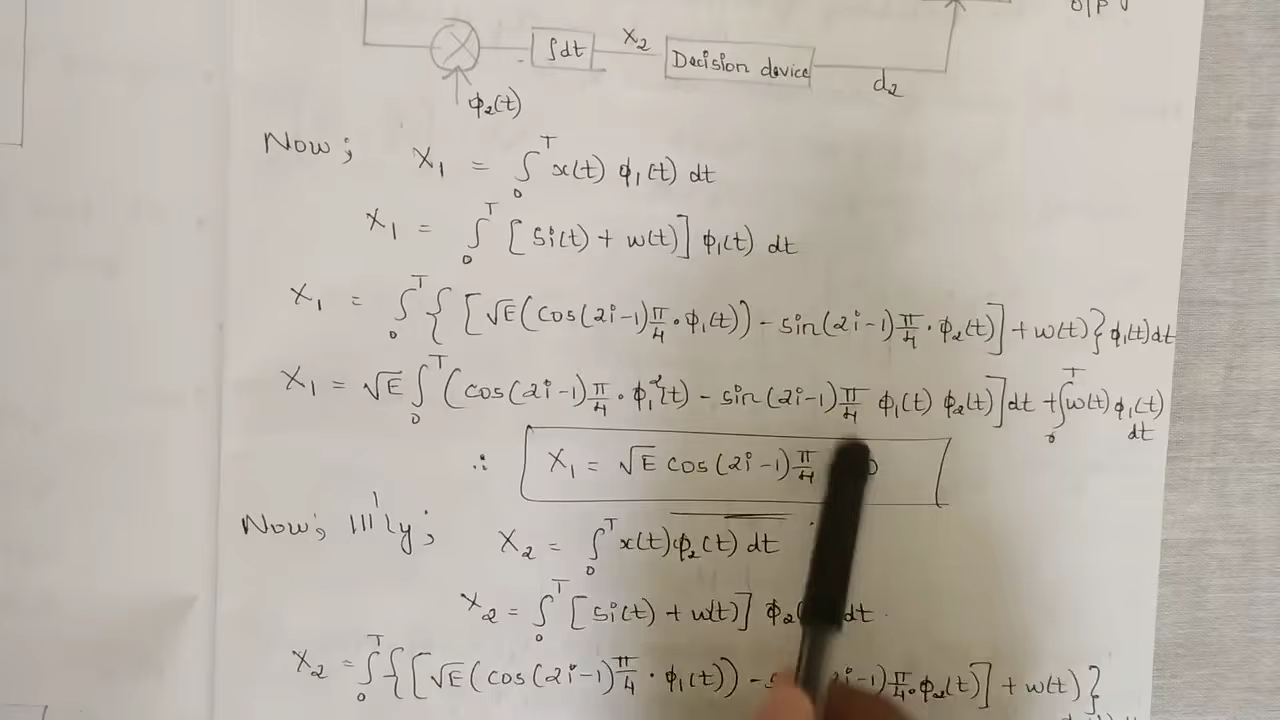 O/P
∫dt X₂ Decision device d₂
ϕ₂(t)
Now; X₁ = ∫₀ᵀ x(t) ϕ₁(t) dt
X₁ = ∫₀ᵀ [Si(t) + w(t)] ϕ₁(t) dt
X₁ = ∫₀ᵀ { [√E (cos(2i-1)π/4 · ϕ₁(t)) - sin(2i-1)π/4 · ϕ₂(t)] + w(t)} ϕ₁(t)dt
X₁ = √E ∫₀ᵀ (cos(2i-1)π/4 · ϕ₁²(t) - sin(2i-1)π/4 ϕ₁(t) ϕ₂(t)] dt + ∫₀ᵀ w(t) ϕ₁(t) dt
∴ X₁ = √E cos(2i-1)π/4
Now; |||ly; X₂ = ∫₀ᵀ x(t) ϕ₂(t) dt
X₂ = ∫₀ᵀ [Si(t) + w(t)] ϕ₂ dt
X₂ = ∫₀ᵀ { [√E (cos(2i-1)π/4 · ϕ₁(t)) - i-1)π/4 · ϕ₂(t)] + w(t)}